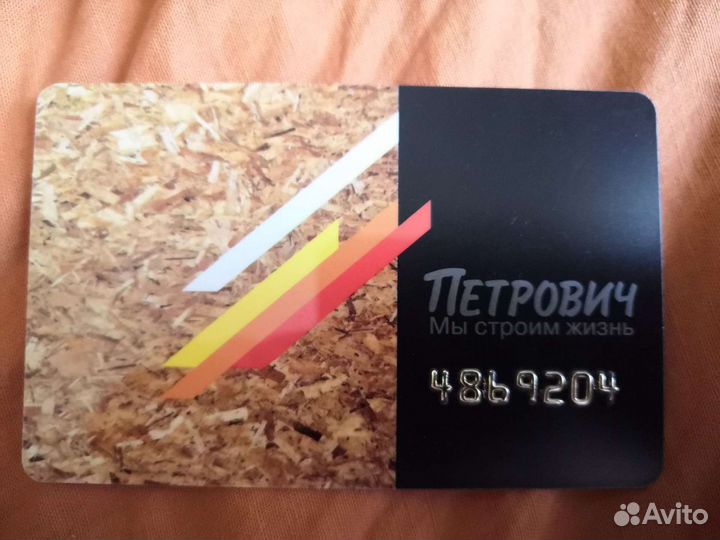 ПЕТРОВИЧ
Мы строим жизнь
4869204
Avito